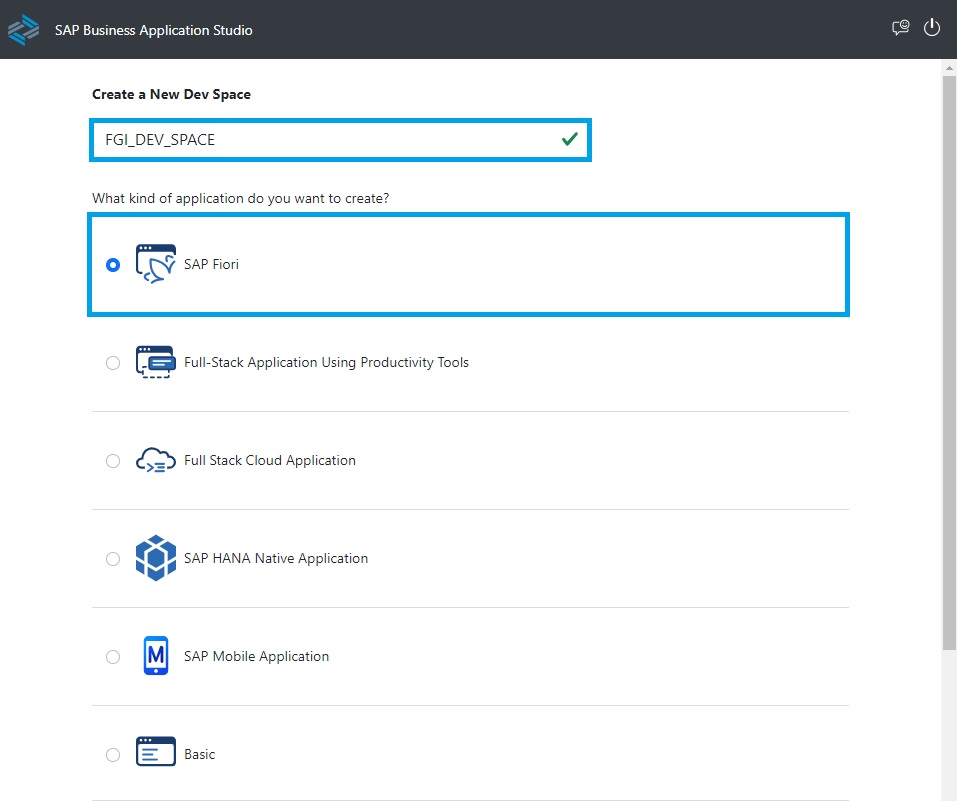 SAP Business Application Studio
Create a New Dev Space
FGI_DEV_SPACE
What kind of application do you want to create?
SAP Fiori
Full-Stack Application Using Productivity Tools
Full Stack Cloud Application
SAP HANA Native Application
M
SAP Mobile Application
Basic